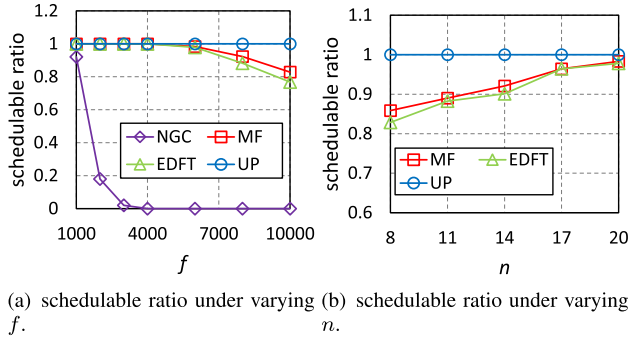 schedulable ratio
1.2
1
0.8
0.6
0.4
0.2
0
NGC
MF
EDFT
UP
1000
4000
7000
10000
f
schedulable ratio
1.1
1
0.9
0.8
0.7
0.6
MF
EDFT
UP
8
11
14
17
20
n
(a) schedulable ratio under varying f.
(b) schedulable ratio under varying n.